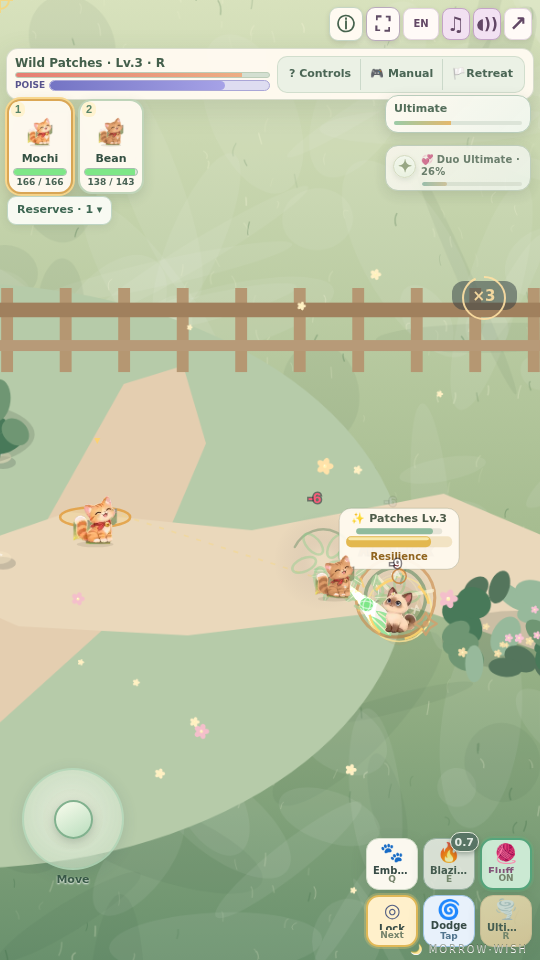 EN
Wild Patches · Lv.3 · R
POISE
? Controls
🎮 Manual
🏳️Retreat
1
Mochi
166 / 166
2
Bean
138 / 143
Ultimate
💞 Duo Ultimate ·
26%
Reserves · 1 ▾
×3
-6
✨ Patches Lv.3
Resilience
Move
Emb...
Q
0.7
Blazi...
E
Fluff
ON
Lock
Next
Dodge
Tap
Ulti...
R
🌙 MORROW-WISH